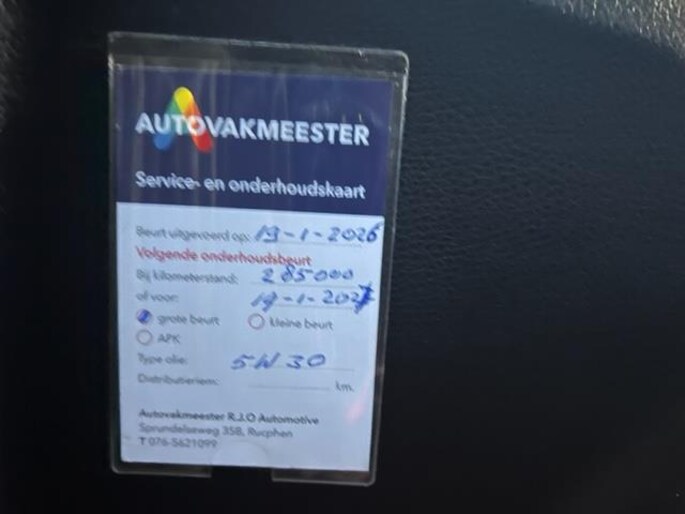 AUTOVAKMEESTER
Service- en onderhoudskaart
Beurt uitgevoerd op: 19-1-2026
Volgende onderhoudsbeurt
Bij kilometerstand: 285000
of voor: 19-1-2027
grote beurt kleine beurt
APK
Type olie: 5W30
Distributieriem: km.
Autovakmeester R.J.O Automotive
Sprundelseweg 35B, Rucphen
T 076-5621099